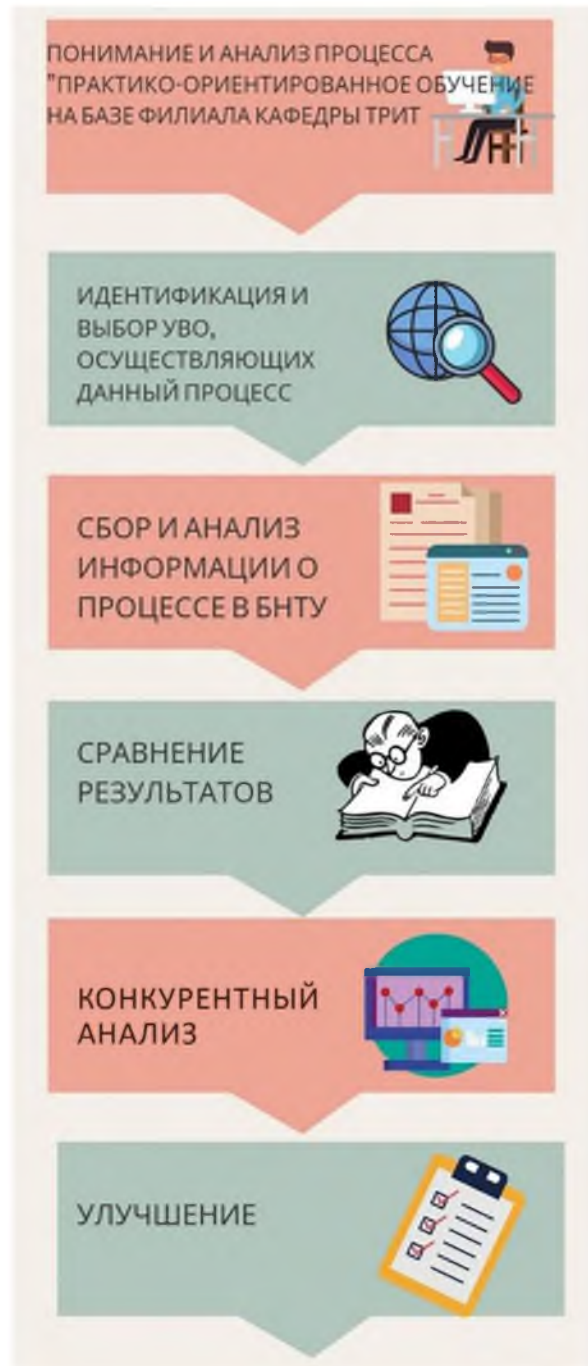 ПОНИМАНИЕ И АНАЛИЗ ПРОЦЕССА
"ПРАКТИКО-ОРИЕНТИРОВАННОЕ ОБУЧЕНИЕ
НА БАЗЕ ФИЛИАЛА КАФЕДРЫ ТРИТ
ИДЕНТИФИКАЦИЯ И
ВЫБОР УВО,
ОСУЩЕСТВЛЯЮЩИХ
ДАННЫЙ ПРОЦЕСС
СБОР И АНАЛИЗ
ИНФОРМАЦИИ О
ПРОЦЕССЕ В БНТУ
СРАВНЕНИЕ
РЕЗУЛЬТАТОВ
КОНКУРЕНТНЫЙ
АНАЛИЗ
УЛУЧШЕНИЕ